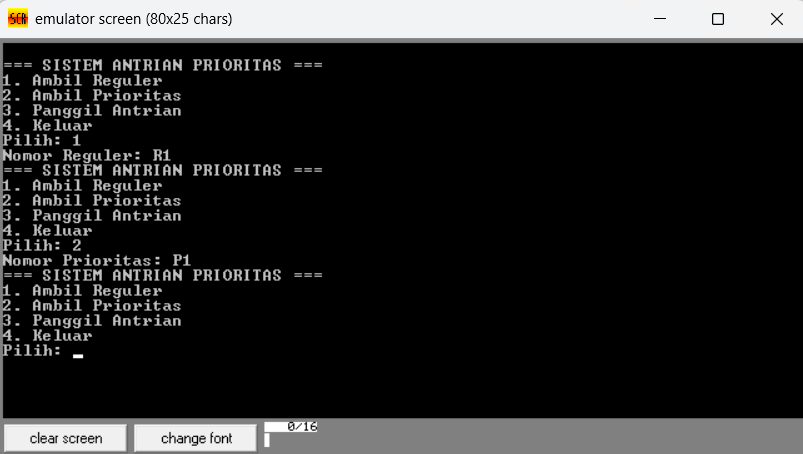 SCR emulator screen (80x25 chars)
=== SISTEM ANTRIAN PRIORITAS ===
1. Ambil Reguler
2. Ambil Prioritas
3. Panggil Antrian
4. Keluar
Pilih: 1
Nomor Reguler: R1
=== SISTEM ANTRIAN PRIORITAS ===
1. Ambil Reguler
2. Ambil Prioritas
3. Panggil Antrian
4. Keluar
Pilih: 2
Nomor Prioritas: P1
=== SISTEM ANTRIAN PRIORITAS ===
1. Ambil Reguler
2. Ambil Prioritas
3. Panggil Antrian
4. Keluar
Pilih: _
clear screen change font 0/16